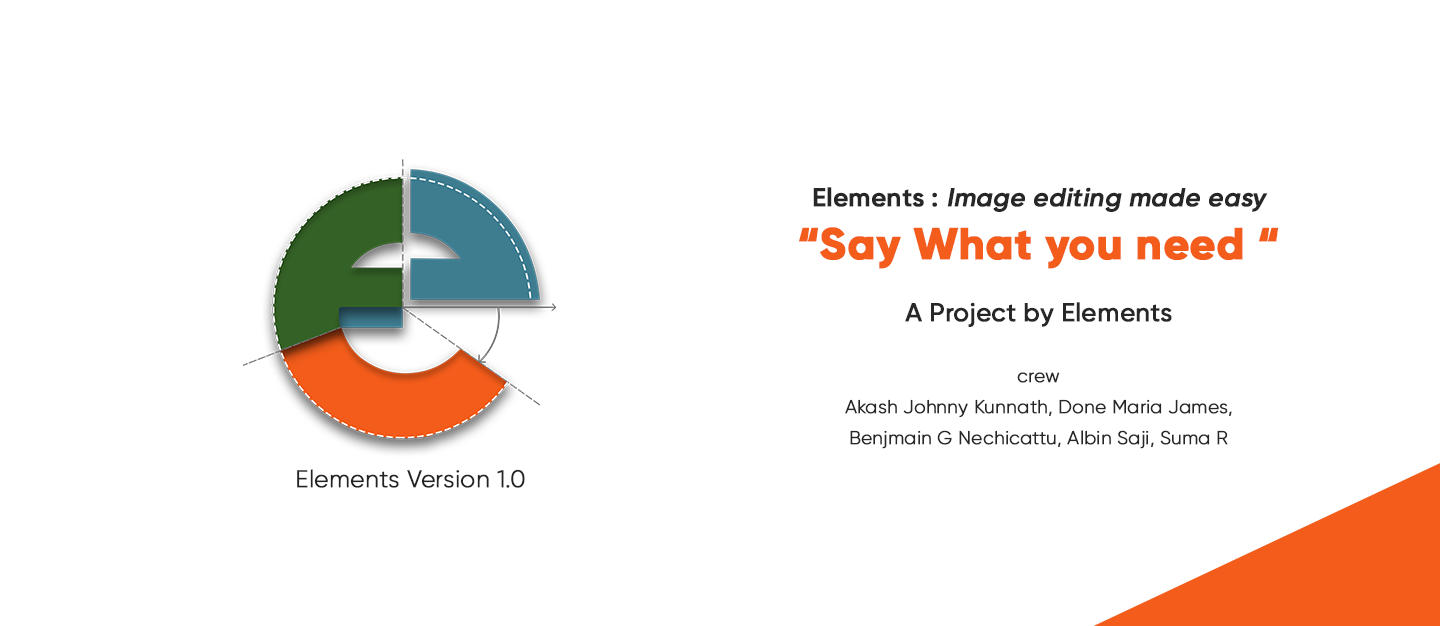 Elements : Image editing made easy
“Say What you need “
A Project by Elements
crew
Akash Johnny Kunnath, Done Maria James,
Benjmain G Nechicattu, Albin Saji, Suma R
Elements Version 1.0